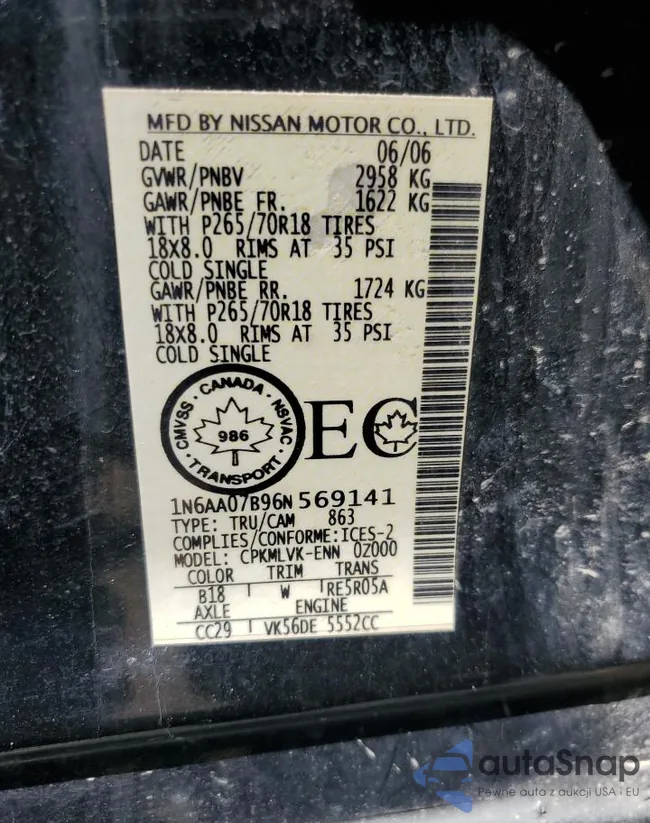 MFD BY NISSAN MOTOR CO., LTD.
DATE 06/06
GVWR/PNBV 2958 KG
GAWR/PNBE FR. 1622 KG
WITH P265/70R18 TIRES
18X8.0 RIMS AT 35 PSI
COLD SINGLE
GAWR/PNBE RR. 1724 KG
WITH P265/70R18 TIRES
18X8.0 RIMS AT 35 PSI
COLD SINGLE
CMVSS · CANADA · NSVAC · TRANSPORT ·
986
EC
1N6AA07B96N569141
TYPE: TRU/CAM 863
COMPLIES/CONFORME:ICES-2
MODEL: CPKMLVK-ENN 0Z000
COLOR TRIM TRANS
B18 W RE5R05A
AXLE ENGINE
CC29 VK56DE 5552CC
autoSnap
Pewne auto z aukcji USA i EU